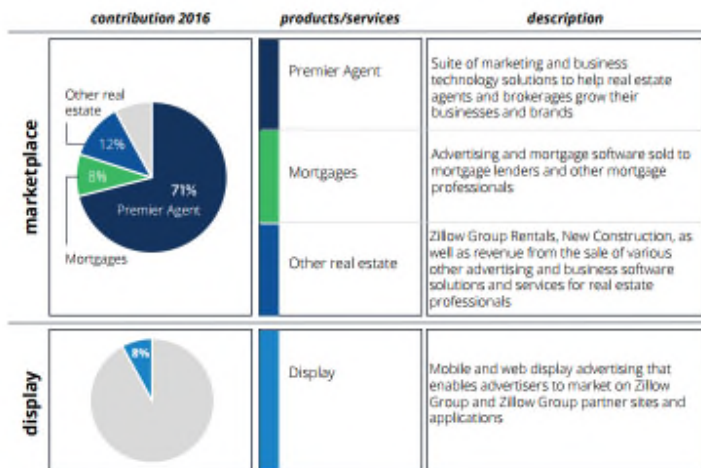 contribution 2016
products/services
description
marketplace
Other real
estate
12%
8%
71%
Premier Agent
Mortgages
Premier Agent
Suite of marketing and business
technology solutions to help real estate
agents and brokerages grow their
businesses and brands
Mortgages
Advertising and mortgage software sold to
mortgage lenders and other mortgage
professionals
Other real estate
Zillow Group Rentals, New Construction, as
well as revenue from the sale of various
other advertising and business software
solutions and services for real estate
professionals
display
8%
Display
Mobile and web display advertising that
enables advertisers to market on Zillow
Group and Zillow Group partner sites and
applications